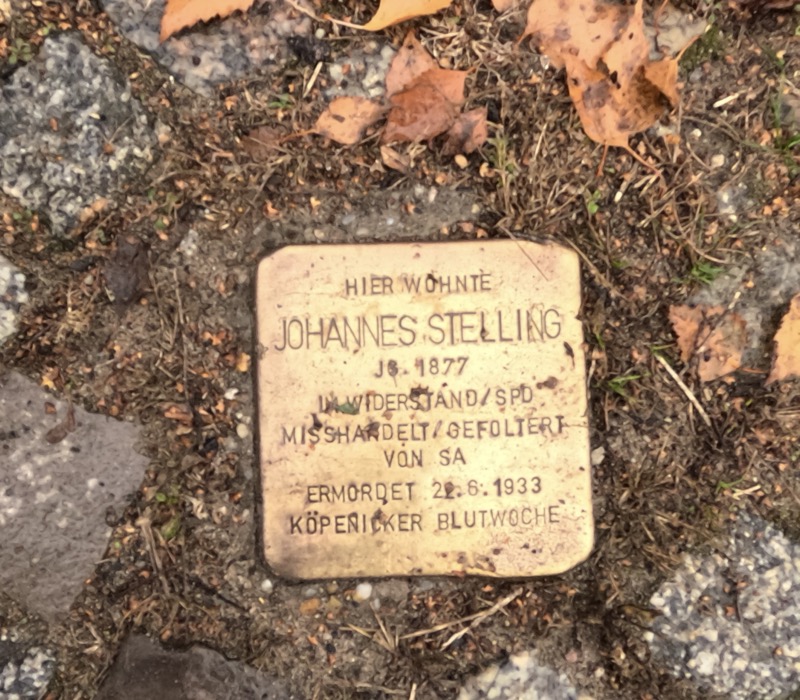 HIER WOHNTE
JOHANNES STELLING
JG. 1877
IM WIDERSTAND/SPD
MISSHANDELT/GEFOLTERT
VON SA
ERMORDET 22.6.1933
KÖPENICKER BLUTWOCHE